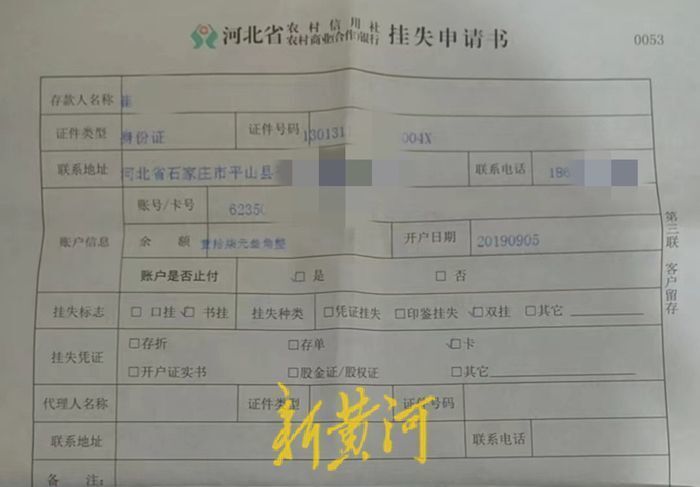 河北省 农村信用社 农村商业(合作)银行 挂失申请书 0053
存款人名称 崔
证件类型 身份证 证件号码 13013 004X
联系地址 河北省石家庄市平山县 联系电话 186
账户信息 账号/卡号 6235
余额 壹拾柒元叁角整 开户日期 20190905
账户是否止付 ☑是 □否
挂失标志 □口挂 ☑书挂 挂失种类 □凭证挂失 □印鉴挂失 ☑双挂 □其它
挂失凭证 □存折 □存单 ☑卡
□开户证实书 □股金证/股权证 □其它
代理人名称 证件类型 证件号码
联系地址 联系电话
备注:
第三联 客户留存
新黄河